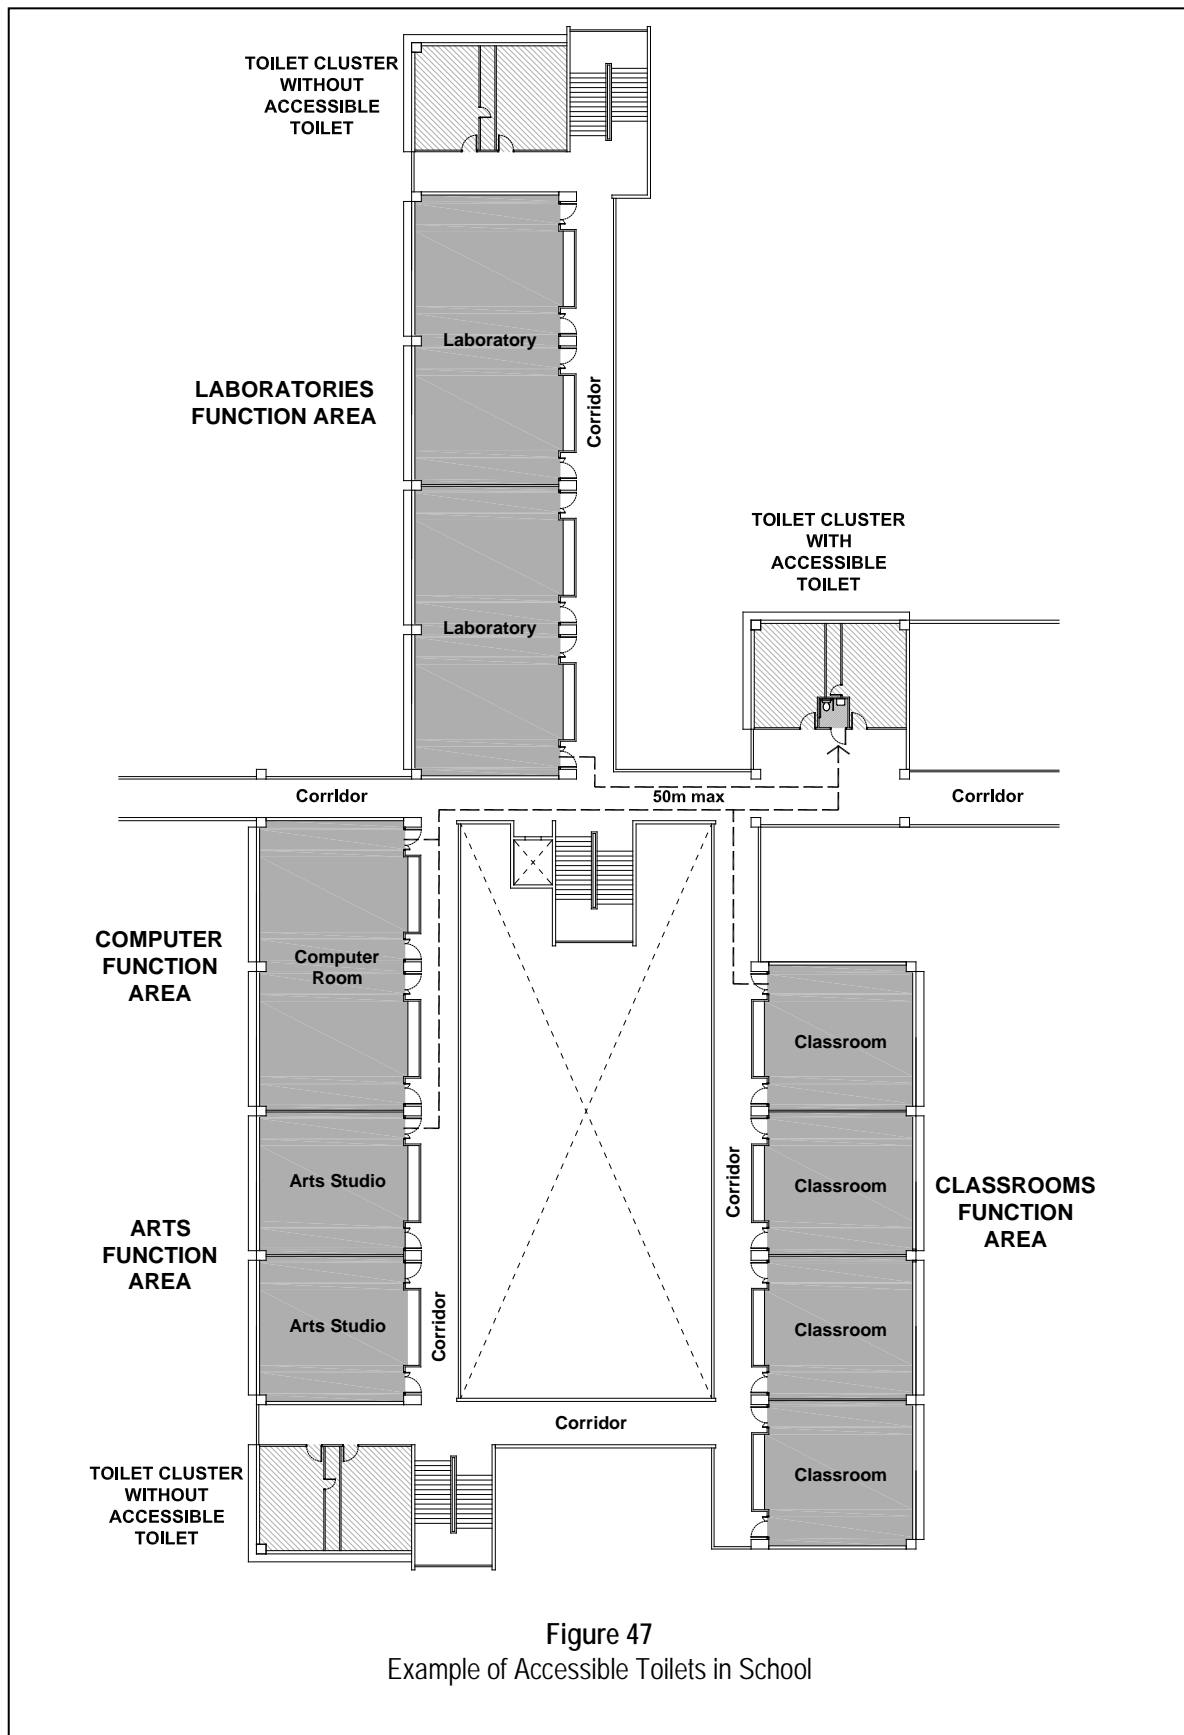 TOILET CLUSTER
WITHOUT
ACCESSIBLE
TOILET
Laboratory
LABORATORIES
FUNCTION AREA
Corridor
TOILET CLUSTER
WITH
ACCESSIBLE
TOILET
Laboratory
Corridor
50m max
Corridor
COMPUTER
FUNCTION
AREA
Computer
Room
Classroom
Arts Studio
Classroom
Corridor
CLASSROOMS
FUNCTION
AREA
ARTS
FUNCTION
AREA
Arts Studio
Corridor
Classroom
Corridor
Classroom
TOILET CLUSTER
WITHOUT
ACCESSIBLE
TOILET
Figure 47
Example of Accessible Toilets in School